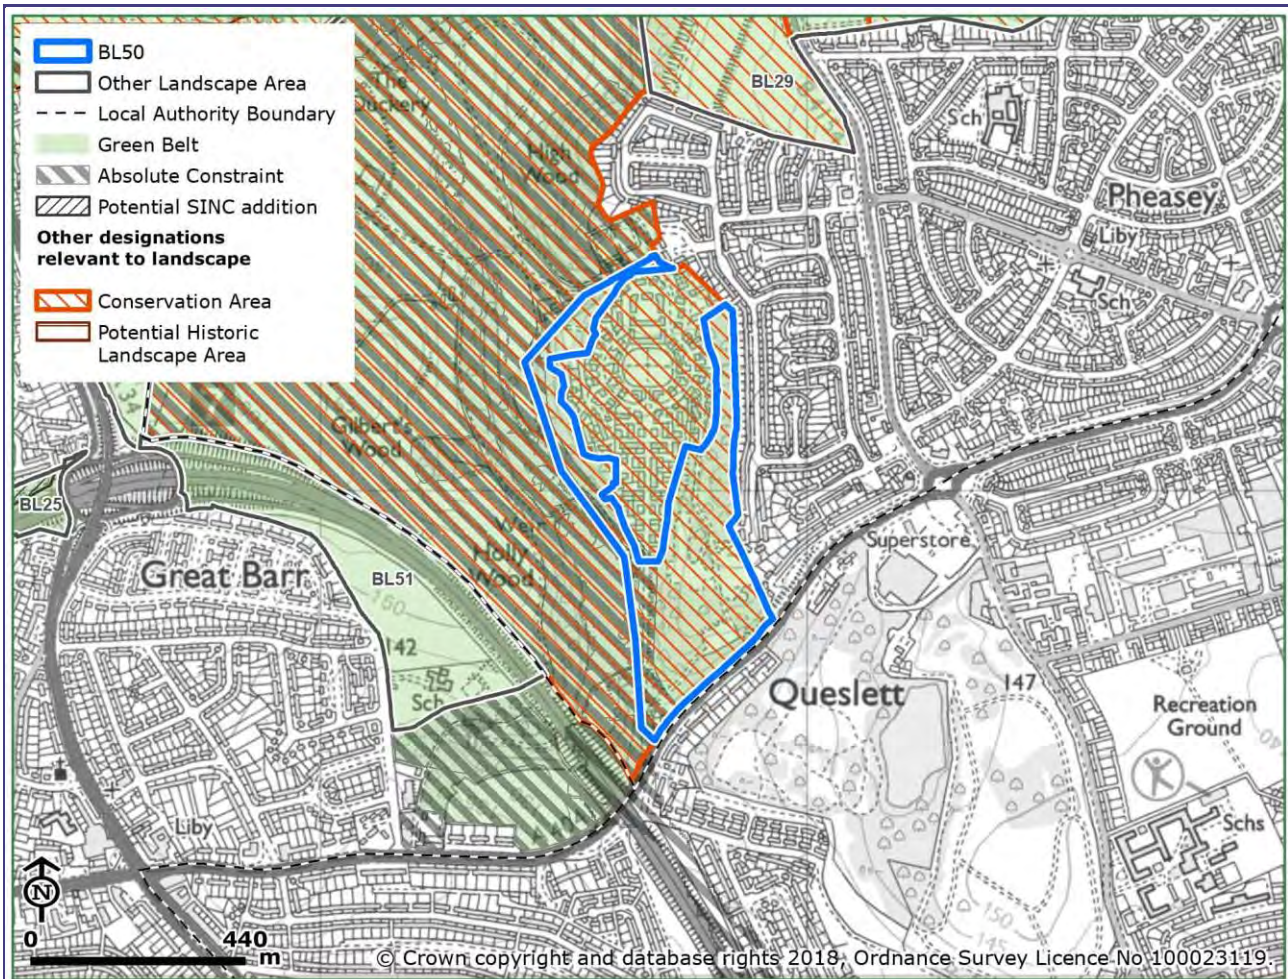 BL50
Other Landscape Area
Local Authority Boundary
Green Belt
Absolute Constraint
Potential SINC addition
Other designations
relevant to landscape
Conservation Area
Potential Historic
Landscape Area
The
Duckery
BL29
High
Wood
Sch
Pheasey
Liby
Sch
134
Gilbert's
Wood
BL25
Weir
Holly
Wood
Superstore
Great Barr
BL51
160
142
Sch
Queslett
147
Recreation
Ground
Liby
Schs
150
145
N
0
440
m
© Crown copyright and database rights 2018. Ordnance Survey Licence No 100023119.